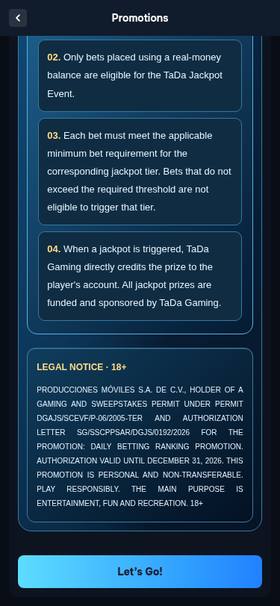 Promotions
02. Only bets placed using a real-money
balance are eligible for the TaDa Jackpot
Event.
03. Each bet must meet the applicable
minimum bet requirement for the
corresponding jackpot tier. Bets that do not
exceed the required threshold are not
eligible to trigger that tier.
04. When a jackpot is triggered, TaDa
Gaming directly credits the prize to the
player's account. All jackpot prizes are
funded and sponsored by TaDa Gaming.
LEGAL NOTICE · 18+
PRODUCCIONES MÓVILES S.A. DE C.V., HOLDER OF A
GAMING AND SWEEPSTAKES PERMIT UNDER PERMIT
DGAJS/SCEVF/P-06/2005-TER AND AUTHORIZATION
LETTER SG/SSCPPSAR/DGJS/0192/2026 FOR THE
PROMOTION: DAILY BETTING RANKING PROMOTION.
AUTHORIZATION VALID UNTIL DECEMBER 31, 2026. THIS
PROMOTION IS PERSONAL AND NON-TRANSFERABLE.
PLAY RESPONSIBLY. THE MAIN PURPOSE IS
ENTERTAINMENT, FUN AND RECREATION. 18+
Let's Go!